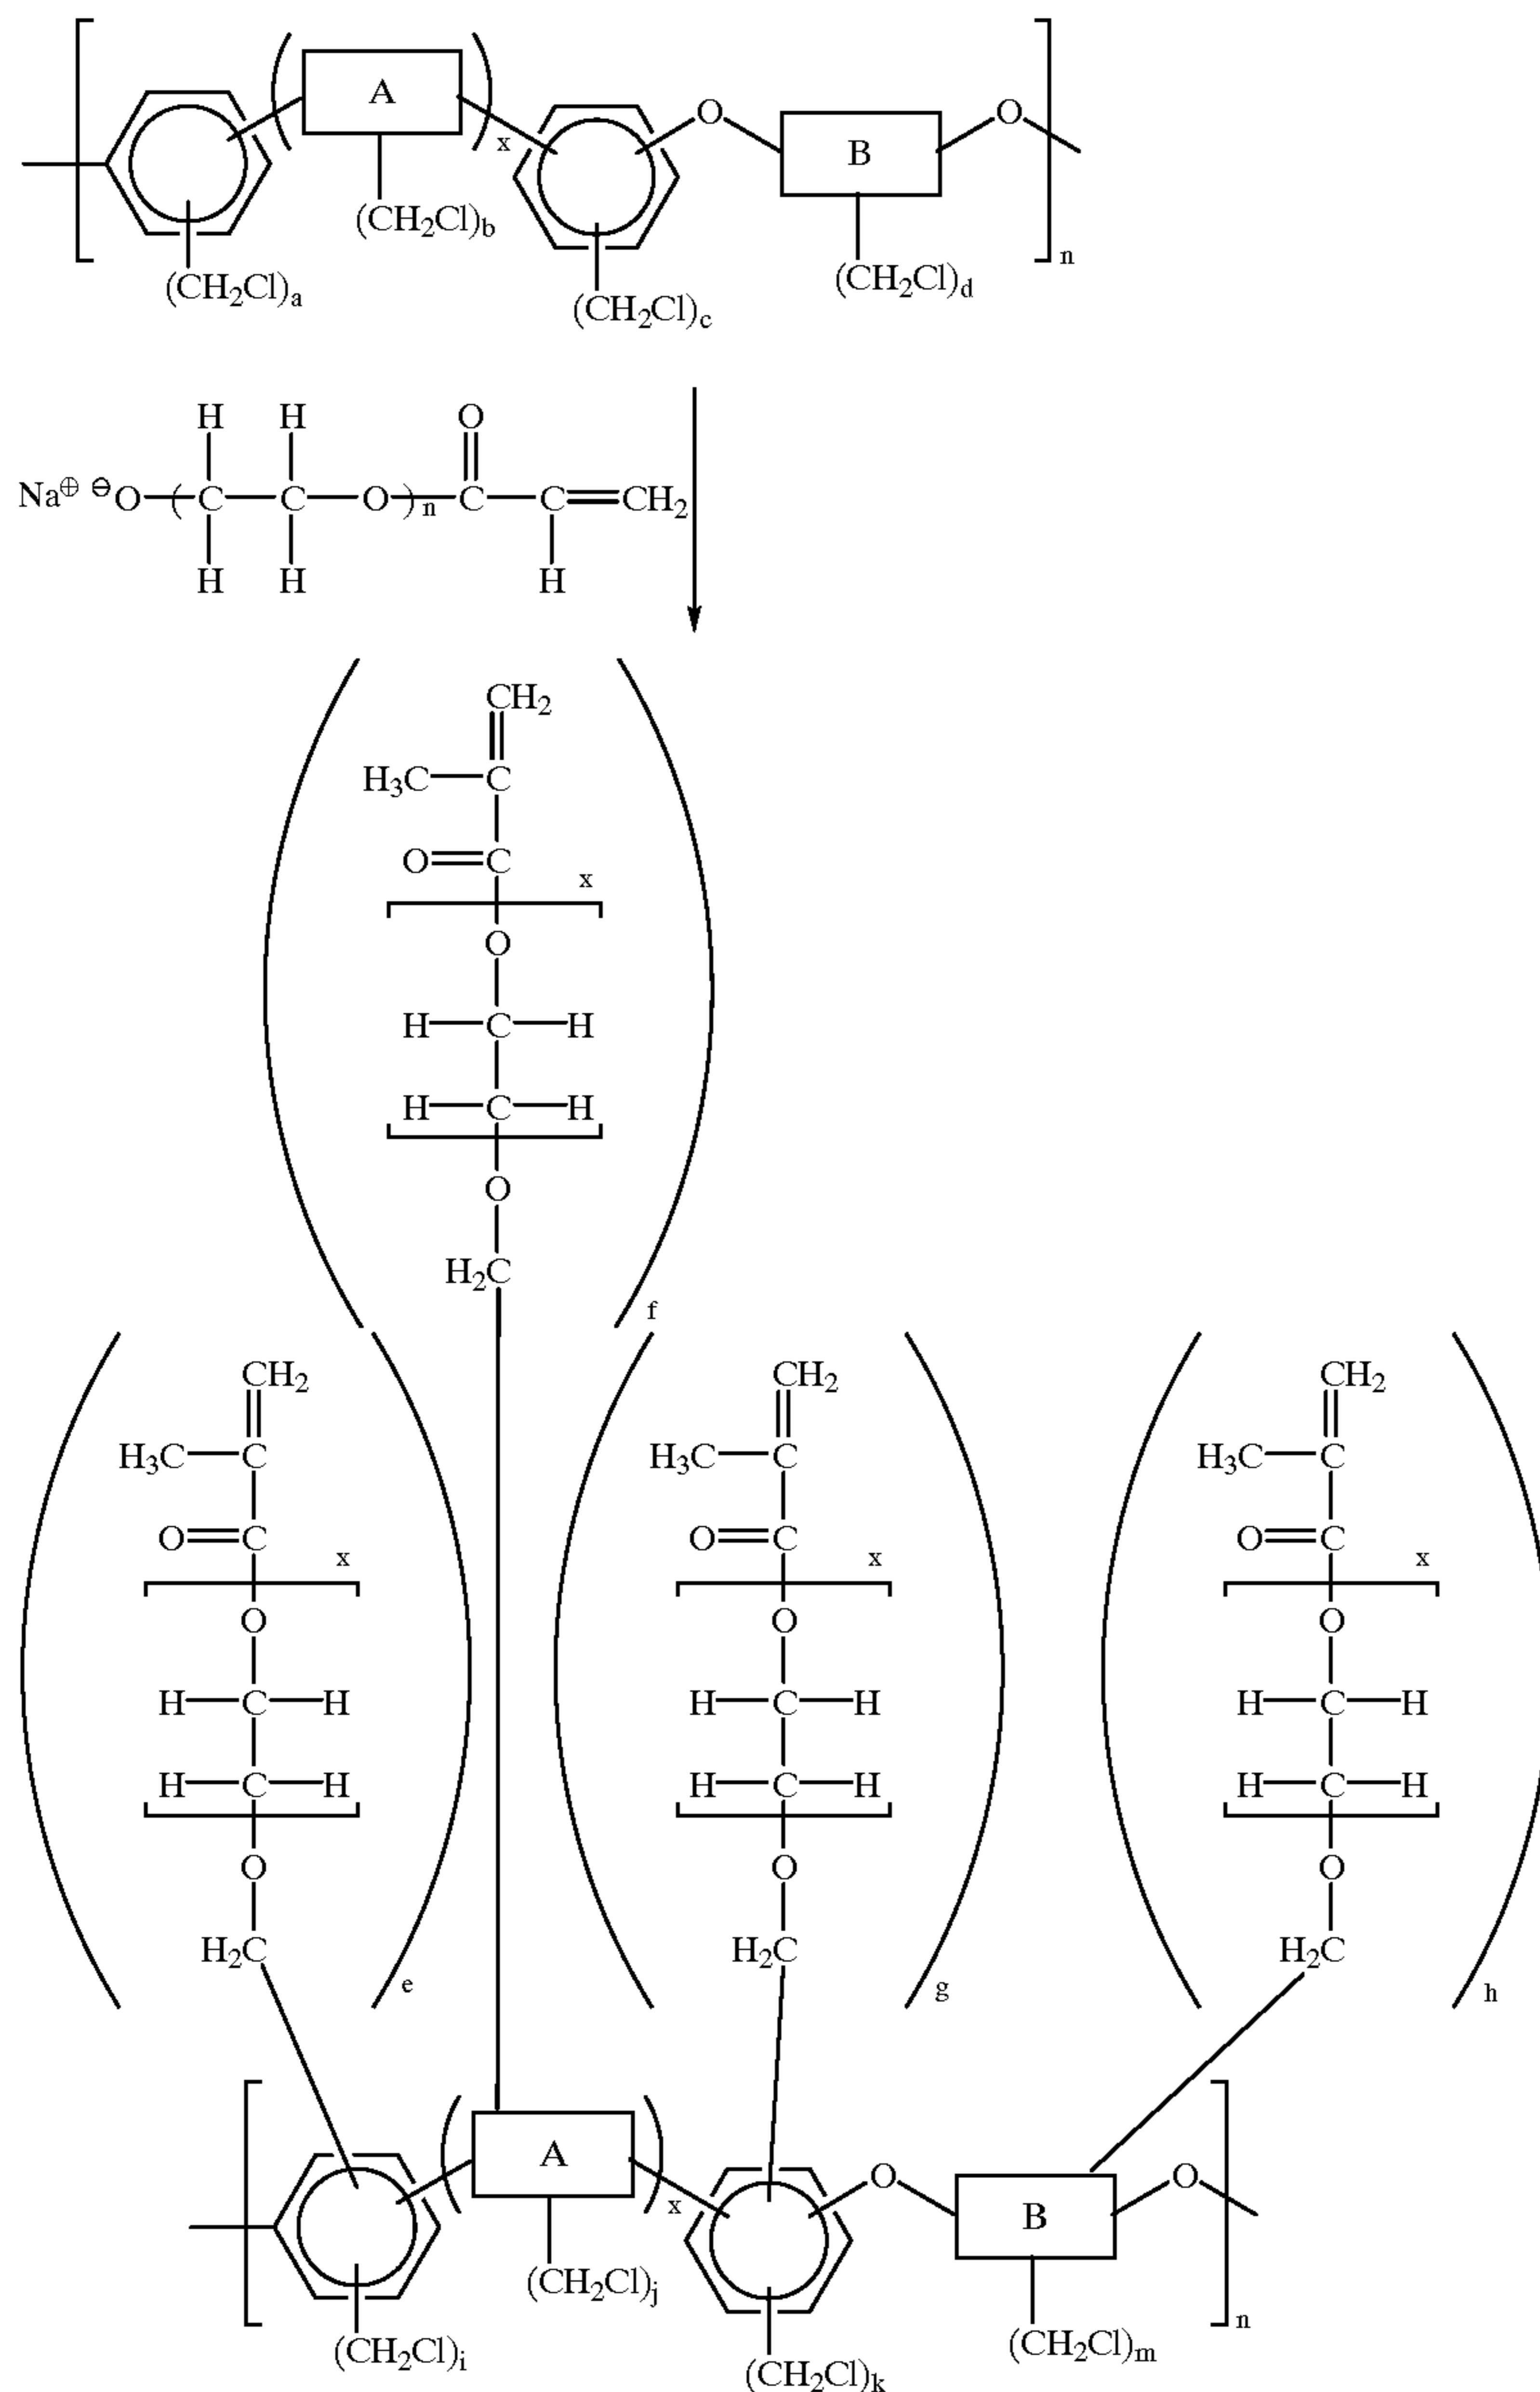 A
O
O
B
x
n
(CH2Cl)b
(CH2Cl)a
(CH2Cl)c
(CH2Cl)d
H H O
Na⊕ ⊖O—(C—C—O)n—C—C=CH2
H H H
CH2
H3C—C
O=C
x
O
H—C—H
H—C—H
O
H2C
f
CH2 CH2 CH2
H3C—C H3C—C H3C—C
O=C O=C O=C
x x x
O O O
H—C—H H—C—H H—C—H
H—C—H H—C—H H—C—H
O O O
H2C H2C H2C
e g h
A
O
O
B
x
n
(CH2Cl)j
(CH2Cl)i
(CH2Cl)k
(CH2Cl)m